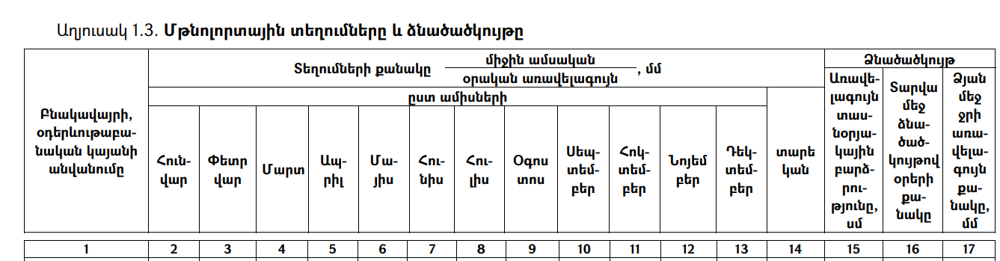 Աղյուսակ 1.3. Մթնոլորտային տեղումները և ձնածածկույթը
Բնակավայրի,
օդերևութաբա-
նական կայանի
անվանումը
Տեղումների քանակը միջին ամսական / օրական առավելագույն, մմ
ըստ ամիսների
Հուն-
վար
Փետր
վար
Մարտ
Ապ-
րիլ
Մա-
յիս
Հու-
նիս
Հու-
լիս
Օգոս
տոս
Սեպ-
տեմ-
բեր
Հոկ-
տեմ-
բեր
Նոյեմ
բեր
Դեկ-
տեմ-
բեր
տարե
կան
Ձնածածկույթ
Առավե-
լագույն
տաս-
նօրյա-
կային
բարձ-
րու-
թյունը,
սմ
Տարվա
մեջ
ձնա-
ծած-
կույթով
օրերի
քա-
նակը
Ձյան
մեջ
ջրի
առա-
վելա-
գույն
քա-
նակը,
մմ
1 2 3 4 5 6 7 8 9 10 11 12 13 14 15 16 17